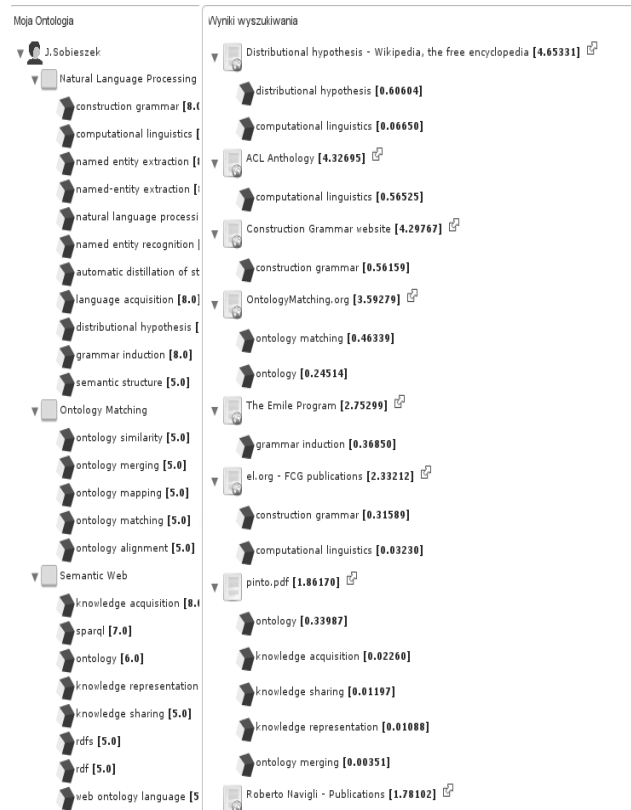 Moja Ontologia
J.Sobieszek
Natural Language Processing
construction grammar [8.0
computational linguistics [
named entity extraction [
named-entity extraction [
natural language processi
named entity recognition [
automatic distillation of st
language acquisition [8.0]
distributional hypothesis [
grammar induction [8.0]
semantic structure [5.0]
Ontology Matching
ontology similarity [5.0]
ontology merging [5.0]
ontology mapping [5.0]
ontology matching [5.0]
ontology alignment [5.0]
Semantic Web
knowledge acquisition [8.0
sparql [7.0]
ontology [6.0]
knowledge representation
knowledge sharing [5.0]
rdfs [5.0]
rdf [5.0]
web ontology language [5
Wyniki wyszukiwania
Distributional hypothesis - Wikipedia, the free encyclopedia [4.65331]
distributional hypothesis [0.60604]
computational linguistics [0.06650]
ACL Anthology [4.32695]
computational linguistics [0.56525]
Construction Grammar website [4.29767]
construction grammar [0.56159]
OntologyMatching.org [3.59279]
ontology matching [0.46339]
ontology [0.24514]
The Emile Program [2.75299]
grammar induction [0.36850]
el.org - FCG publications [2.33212]
construction grammar [0.31589]
computational linguistics [0.03230]
pinto.pdf [1.86170]
ontology [0.33987]
knowledge acquisition [0.02260]
knowledge sharing [0.01197]
knowledge representation [0.01088]
ontology merging [0.00351]
Roberto Navigli - Publications [1.78102]